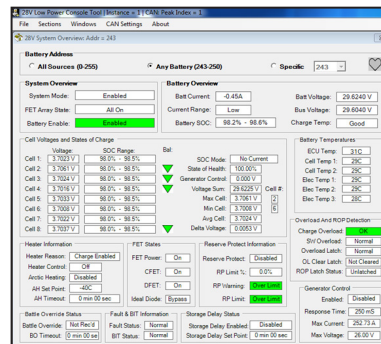 28V Low Power Console Tool | Instance = 1 | CAN: Peak Index = 1
File Sections Windows CAN Settings About
28V System Overview: Addr = 243
Battery Address
All Sources (0-255) Any Battery (243-250) Specific 243
System Overview
System Mode: Enabled
FET Array State: All On
Battery Enable: Enabled
Battery Overview
Batt Current: -0.45A Batt Voltage: 29.6240 V
Current Range: Low Bus Voltage: 29.6040 V
Battery SOC: 98.2% - 98.6% Charge Temp: Good
Cell Voltages and States of Charge
Voltage: SOC Range: Bal:
Cell 1: 3.7023 V 98.0% - 98.5%
Cell 2: 3.7061 V 98.0% - 98.5%
Cell 3: 3.7024 V 98.0% - 98.5%
Cell 4: 3.7016 V 98.0% - 98.5%
Cell 5: 3.7033 V 98.0% - 98.5%
Cell 6: 3.7008 V 98.0% - 98.5%
Cell 7: 3.7022 V 98.0% - 98.5%
Cell 8: 3.7037 V 98.0% - 98.5%
SOC Mode: No Current
State of Health 100.00%
Generator Control: 0.000 V
Voltage Sum: 29.6225 V Cell #:
Max Cell: 3.7061 V 2
Min Cell: 3.7008 V 6
Avg Cell: 3.7024 V
Delta Voltage: 0.0053 V
Battery Temperatures
ECU Temp: 31C
Cell Temp 1: 29C
Cell Temp 2: 29C
Elec Temp 1: 29C
Elec Temp 2: 29C
Elec Temp 3: 28C
Overload And ROP Detection
Charge Overload: OK
SW Overload: Normal
Overload Latch: Normal
OL Clear Latch: Not Cleared
ROP Latch Status: Unlatched
Heater Information
Heater Reason: Charge Enabled
Heater Control: Off
Arctic Heating: Disabled
AH Set Point: -40C
AH Timeout: 0 min 00 sec
FET States
FET Power: On
CFET: On
DFET: On
Ideal Diode: Bypass
Reserve Protect Information
Reserve Protect: Disabled
RP Limit %: 0.0%
RP Warning: Over Limit
RP Limit: Over Limit
Generator Control
Enabled: Disabled
Response Time: 250 mS
Max Current: 252.73 A
Max Voltage: 26.00 V
Battle Override Status
Battle Override: Not Rec'd
BO Timeout: 0 min 00 se
Fault & BIT Information
Fault Status: Normal
BIT Status: Normal
Storage Delay Status
Storage Delay Enabled: Disabled
Storage Delay Set Point: 0 min 00 sec